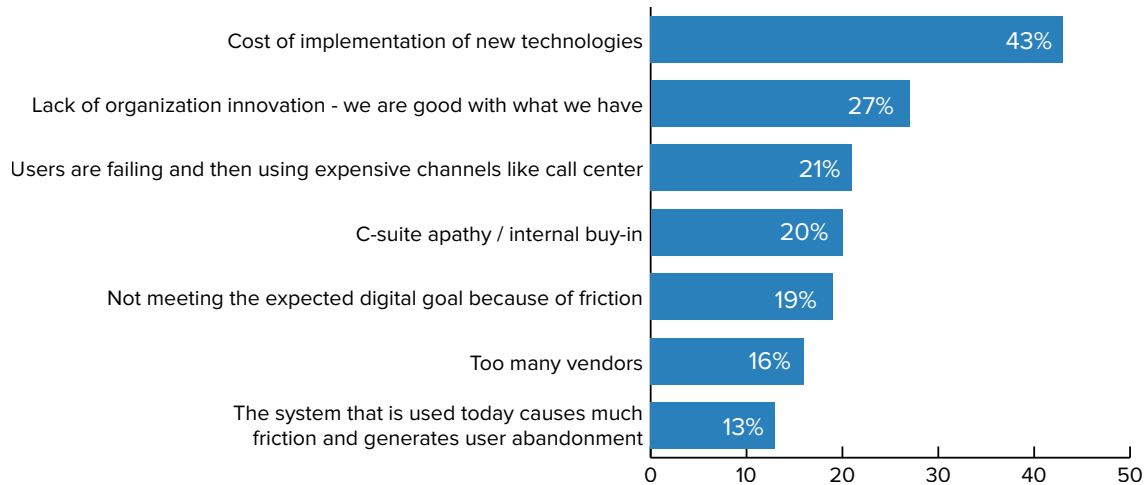 Cost of implementation of new technologies
43%
Lack of organization innovation - we are good with what we have
27%
Users are failing and then using expensive channels like call center
21%
C-suite apathy / internal buy-in
20%
Not meeting the expected digital goal because of friction
19%
Too many vendors
16%
The system that is used today causes much
friction and generates user abandonment
13%
0 10 20 30 40 50